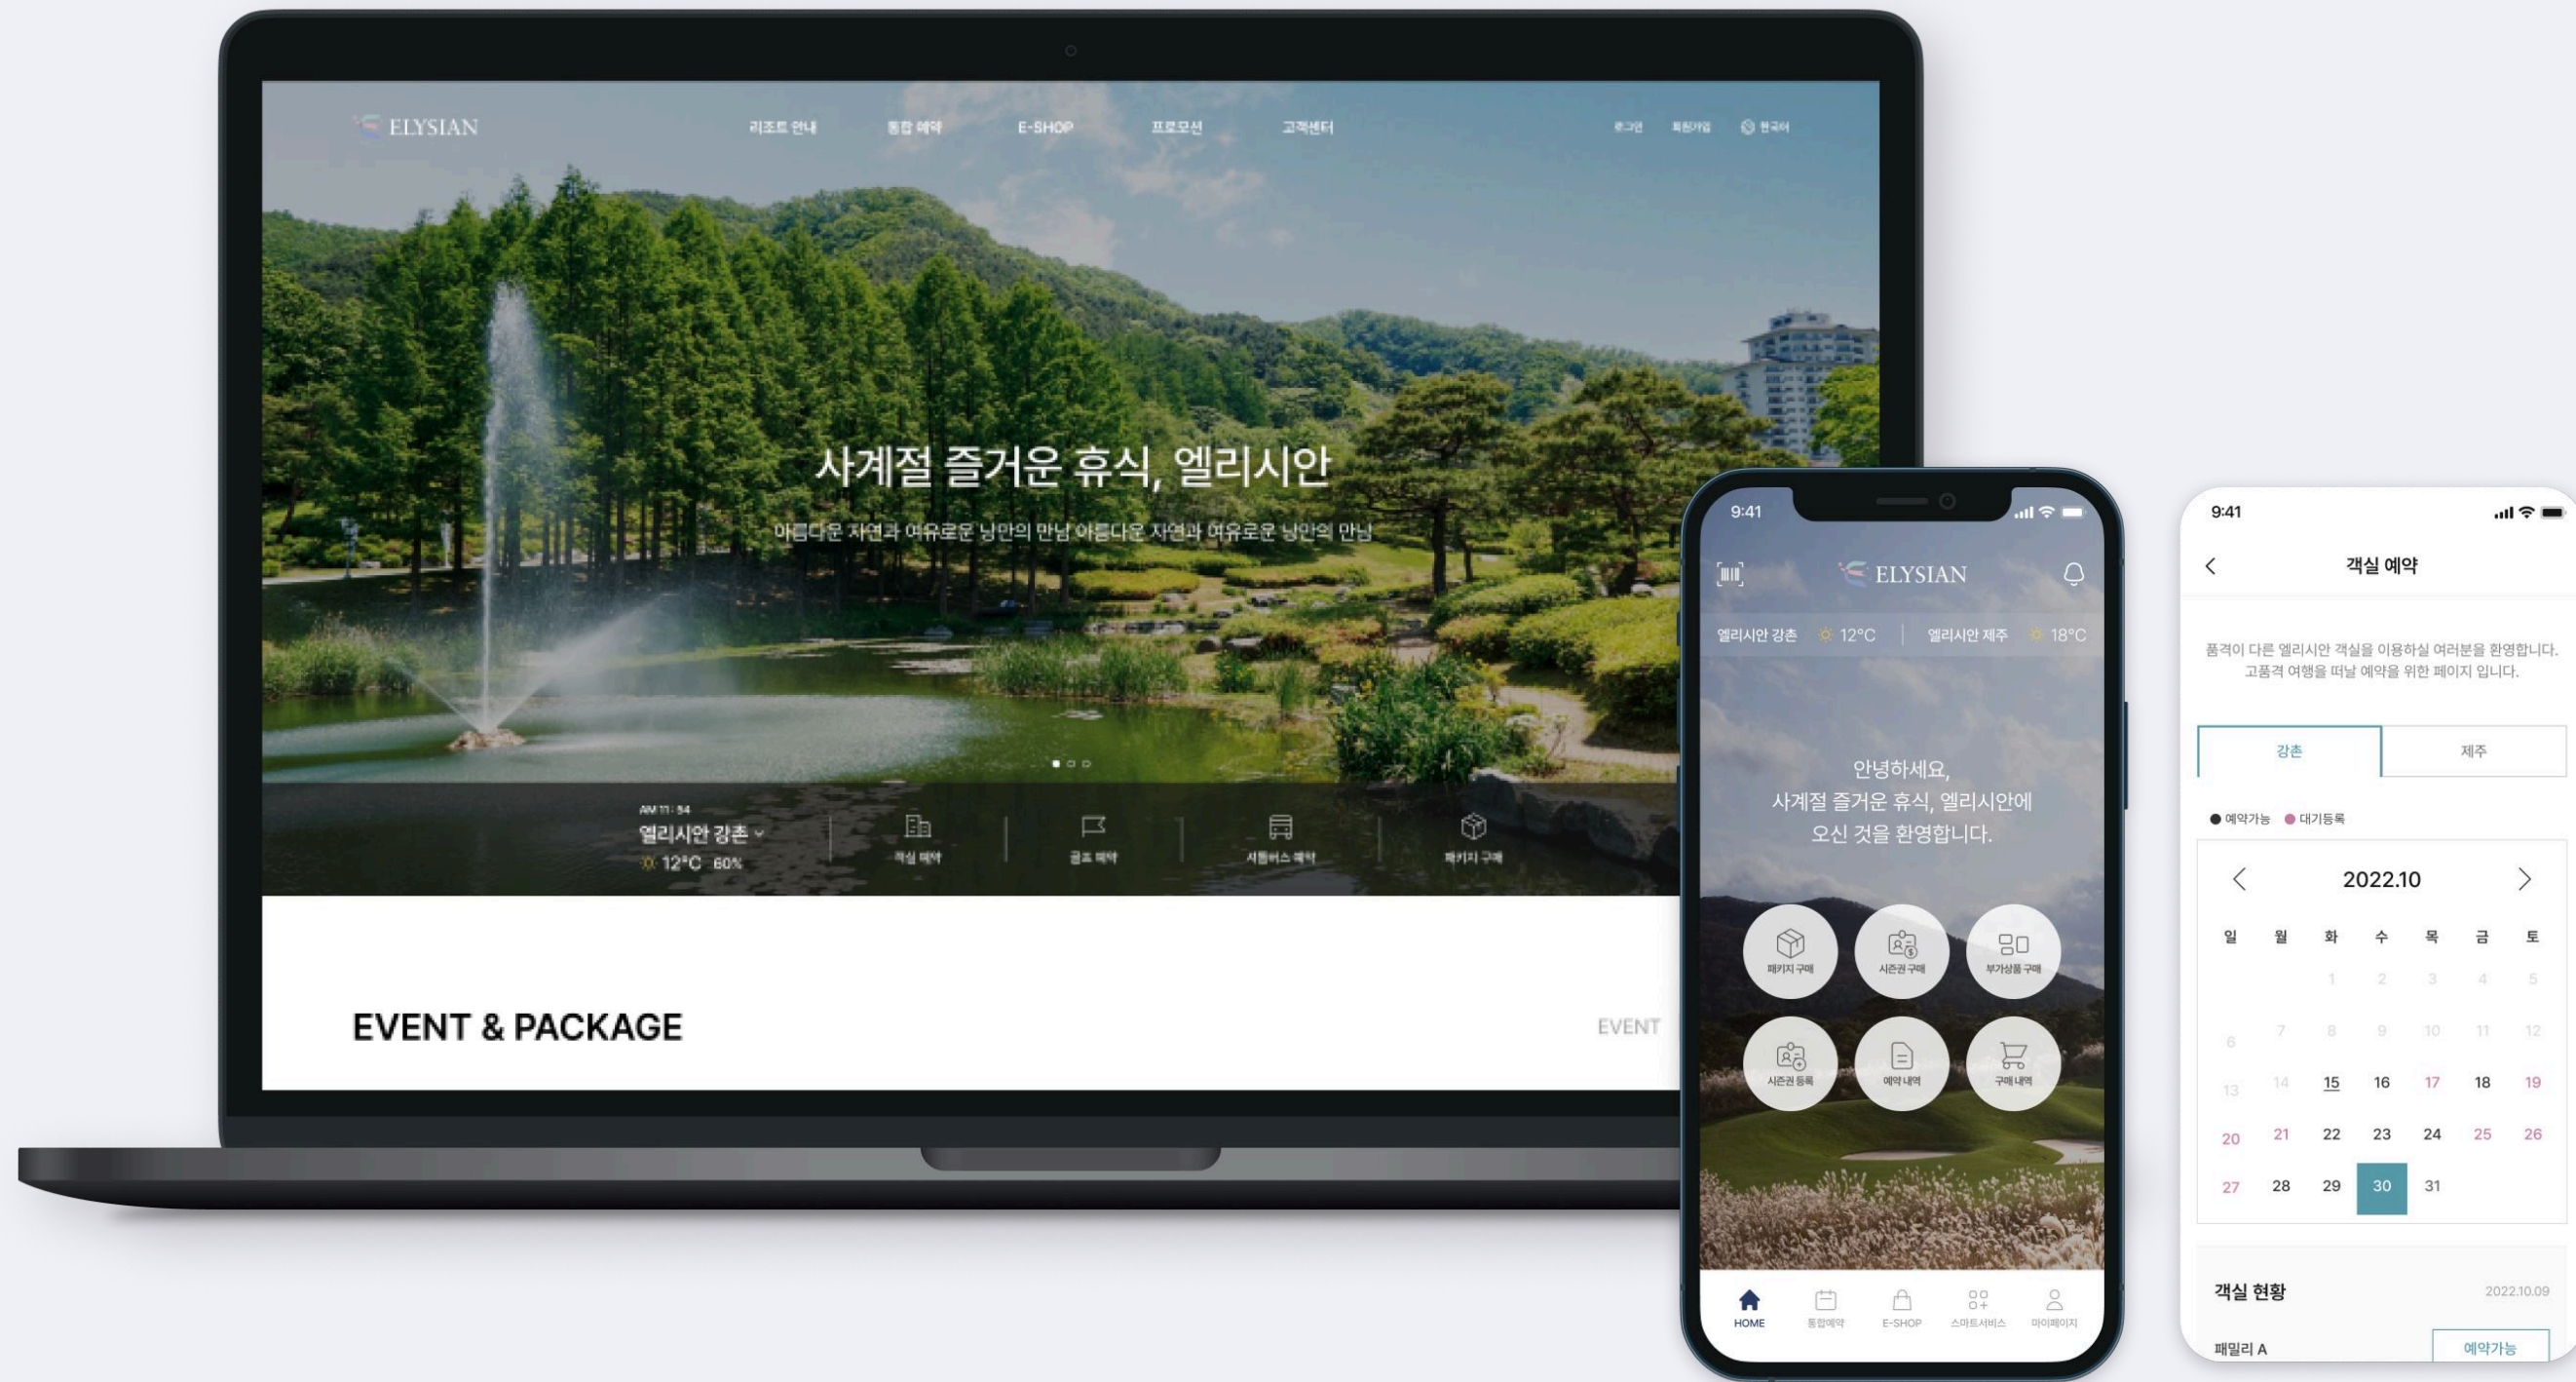 ELYSIAN
리조트 안내 통합 예약 E-SHOP 프로모션 고객센터
로그인 회원가입 한국어
사계절 즐거운 휴식, 엘리시안
아름다운 자연과 여유로운 낭만의 만남 아름다운 자연과 여유로운 낭만의 만남
AM 11 : 54
엘리시안 강촌
12°C 60%
객실 예약
골프 예약
셔틀버스 예약
패키지 구매
EVENT & PACKAGE
EVENT
9:41
ELYSIAN
엘리시안 강촌 12°C 엘리시안 제주 18°C
안녕하세요,
사계절 즐거운 휴식, 엘리시안에
오신 것을 환영합니다.
패키지 구매 시즌권 구매 부가상품 구매
시즌권 등록 예약 내역 구매 내역
HOME 통합예약 E-SHOP 스마트서비스 마이페이지
9:41
객실 예약
품격이 다른 엘리시안 객실을 이용하실 여러분을 환영합니다.
고품격 여행을 떠날 예약을 위한 페이지 입니다.
강촌 제주
예약가능 대기등록
2022.10
일 월 화 수 목 금 토
1 2 3 4 5
6 7 8 9 10 11 12
13 14 15 16 17 18 19
20 21 22 23 24 25 26
27 28 29 30 31
객실 현황 2022.10.09
패밀리 A 예약가능